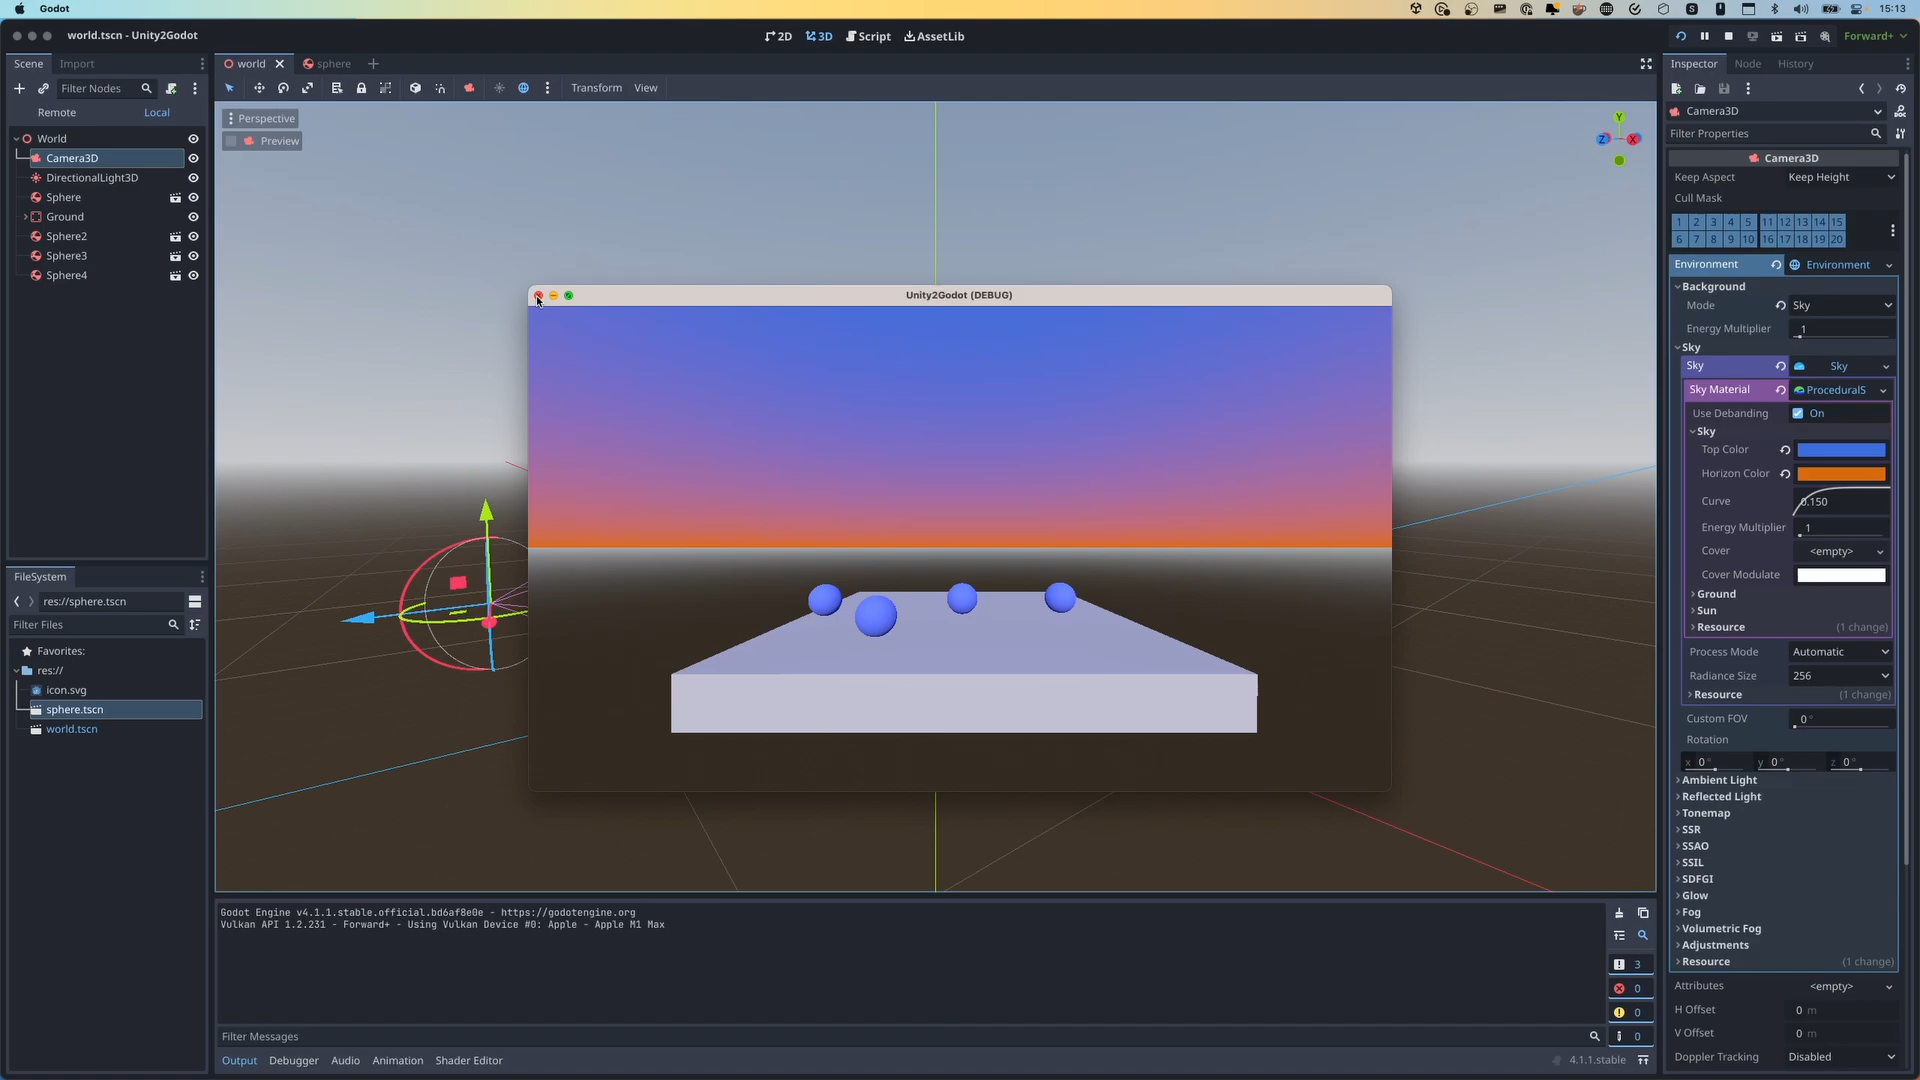 Godot
15:13
world.tscn - Unity2Godot
2D
3D
Script
AssetLib
Forward+
Scene
Import
world
sphere
Inspector
Node
History
Filter Nodes
Transform
View
Remote
Local
Perspective
Preview
Y
Z
X
World
Camera3D
DirectionalLight3D
Sphere
Ground
Sphere2
Sphere3
Sphere4
Unity2Godot (DEBUG)
FileSystem
res://sphere.tscn
Filter Files
Favorites:
res://
icon.svg
sphere.tscn
world.tscn
Godot Engine v4.1.1.stable.official.bd6af8e0e - https://godotengine.org
Vulkan API 1.2.231 - Forward+ - Using Vulkan Device #0: Apple - Apple M1 Max
3
0
0
0
Filter Messages
Output
Debugger
Audio
Animation
Shader Editor
4.1.1.stable
Camera3D
Filter Properties
Camera3D
Keep Aspect
Keep Height
Cull Mask
1 2 3 4 5 11 12 13 14 15
6 7 8 9 10 16 17 18 19 20
Environment
Environment
Background
Mode
Sky
Energy Multiplier
1
Sky
Sky
Sky
Sky Material
ProceduralS
Use Debanding
On
Sky
Top Color
Horizon Color
Curve
0.150
Energy Multiplier
1
Cover
<empty>
Cover Modulate
Ground
Sun
Resource
(1 change)
Process Mode
Automatic
Radiance Size
256
Resource
(1 change)
Custom FOV
0 °
Rotation
x 0 °
y 0 °
z 0 °
Ambient Light
Reflected Light
Tonemap
SSR
SSAO
SSIL
SDFGI
Glow
Fog
Volumetric Fog
Adjustments
Resource
(1 change)
Attributes
<empty>
H Offset
0 m
V Offset
0 m
Doppler Tracking
Disabled